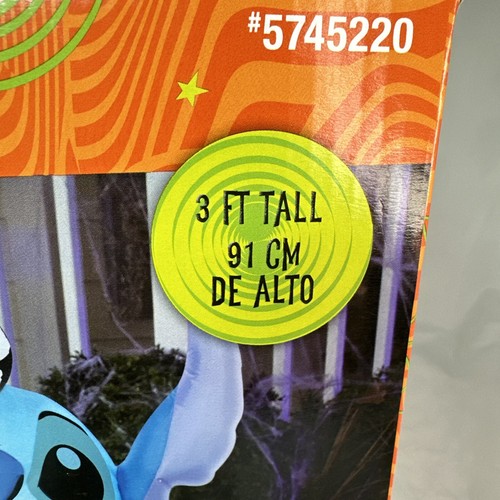 #5745220
3 FT TALL
91 CM
DE ALTO